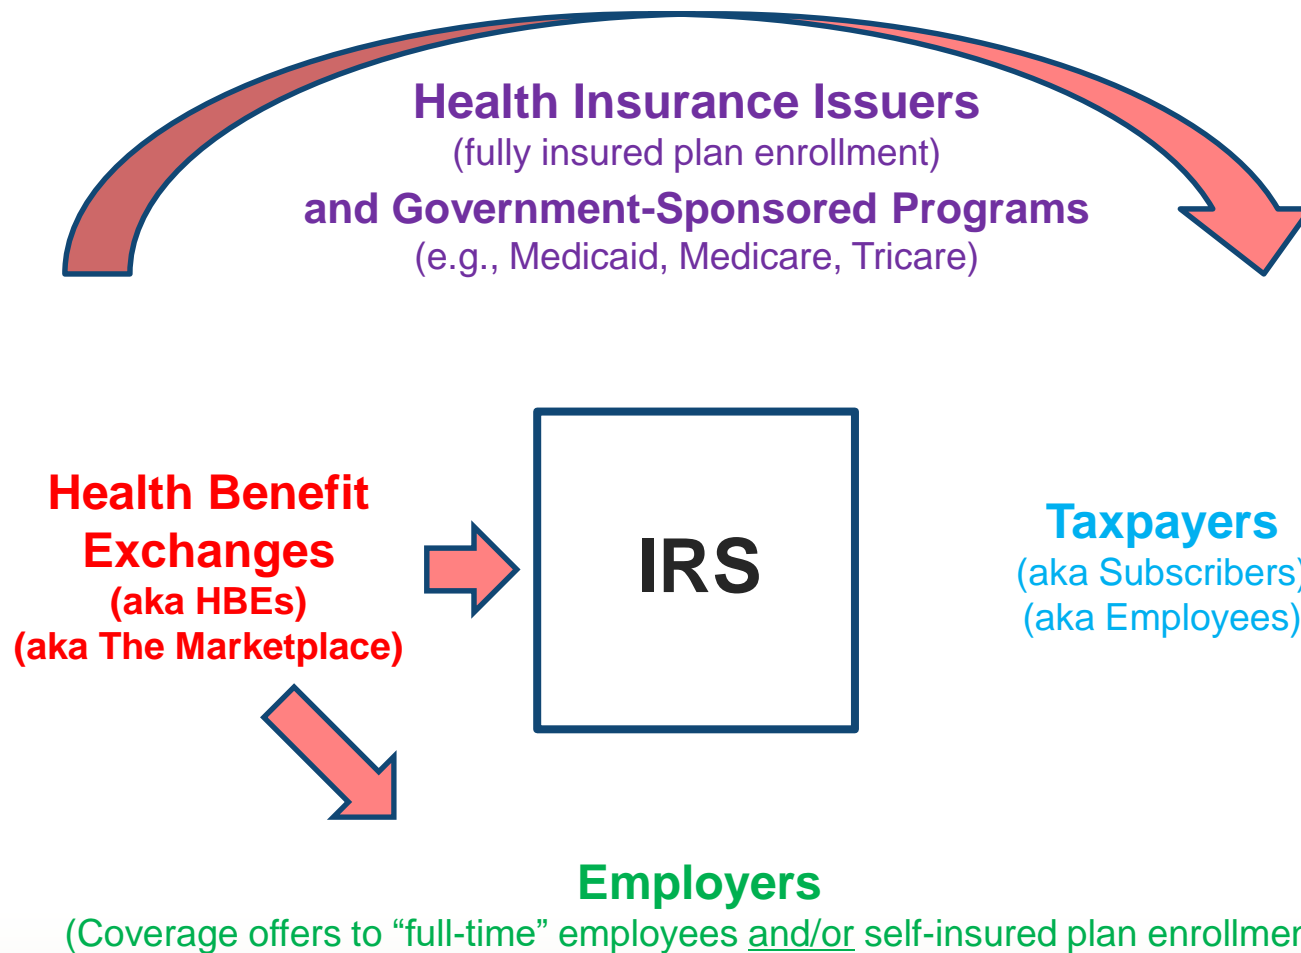 Health Insurance Issuers
(fully insured plan enrollment)
and Government-Sponsored Programs
(e.g., Medicaid, Medicare, Tricare)
Health Benefit
Exchanges
(aka HBEs)
(aka The Marketplace)
IRS
Taxpayers
(aka Subscribers)
(aka Employees)
Employers
(Coverage offers to “full-time” employees and/or self-insured plan